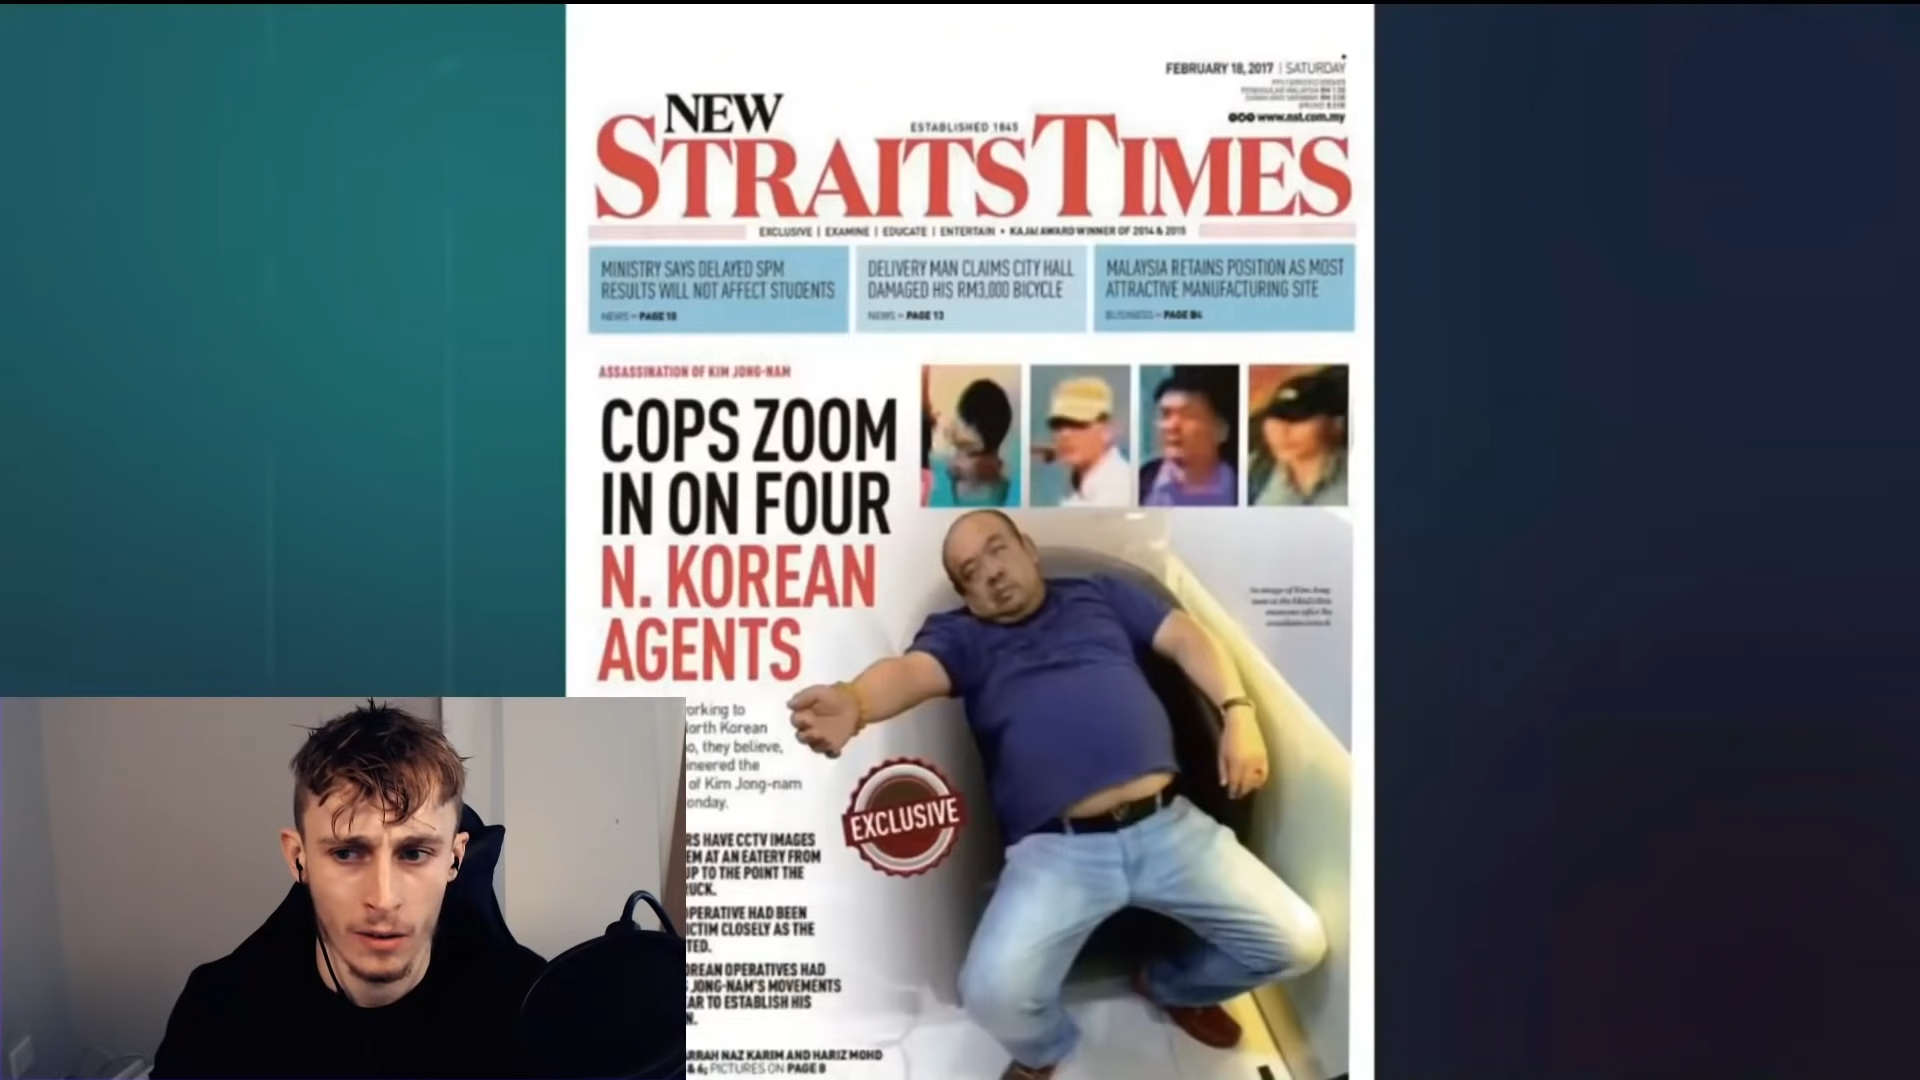 FEBRUARY 18, 2017 | SATURDAY
www.nst.com.my
NEW
ESTABLISHED 1845
STRAITS TIMES
EXCLUSIVE | EXAMINE | EDUCATE | ENTERTAIN • KAJAI AWARD WINNER OF 2014 & 2015
MINISTRY SAYS DELAYED SPM
RESULTS WILL NOT AFFECT STUDENTS
NEWS – PAGE 10
DELIVERY MAN CLAIMS CITY HALL
DAMAGED HIS RM3,000 BICYCLE
NEWS – PAGE 13
MALAYSIA RETAINS POSITION AS MOST
ATTRACTIVE MANUFACTURING SITE
BUSINESS – PAGE B4
ASSASSINATION OF KIM JONG-NAM
COPS ZOOM
IN ON FOUR
N. KOREAN
AGENTS
orking to
orth Korean
o, they believe,
ineered the
of Kim Jong-nam
onday.
EXCLUSIVE
RS HAVE CCTV IMAGES
EM AT AN EATERY FROM
UP TO THE POINT THE
UCK.
OPERATIVE HAD BEEN
ICTIM CLOSELY AS THE
TED.
OREAN OPERATIVES HAD
JONG-NAM'S MOVEMENTS
AR TO ESTABLISH HIS
N.
ARRAH NAZ KARIM AND HARIZ MOHD
& 6; PICTURES ON PAGE 8